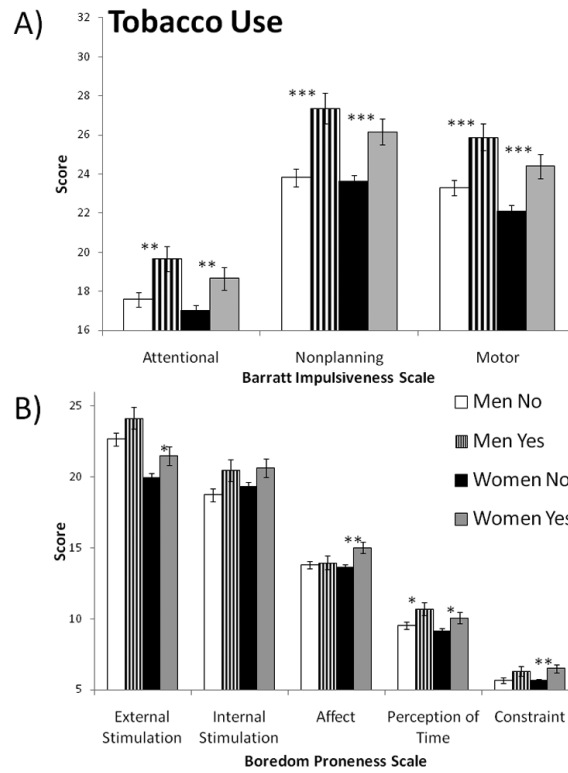 A) Tobacco Use
32
30
28
26
24
22
20
18
16
Score
** ** *** *** *** ***
Attentional Nonplanning Motor
Barratt Impulsiveness Scale
B)
25
20
15
10
5
Score
* ** * * **
Men No
Men Yes
Women No
Women Yes
External Stimulation
Internal Stimulation
Affect
Perception of Time
Constraint
Boredom Proneness Scale